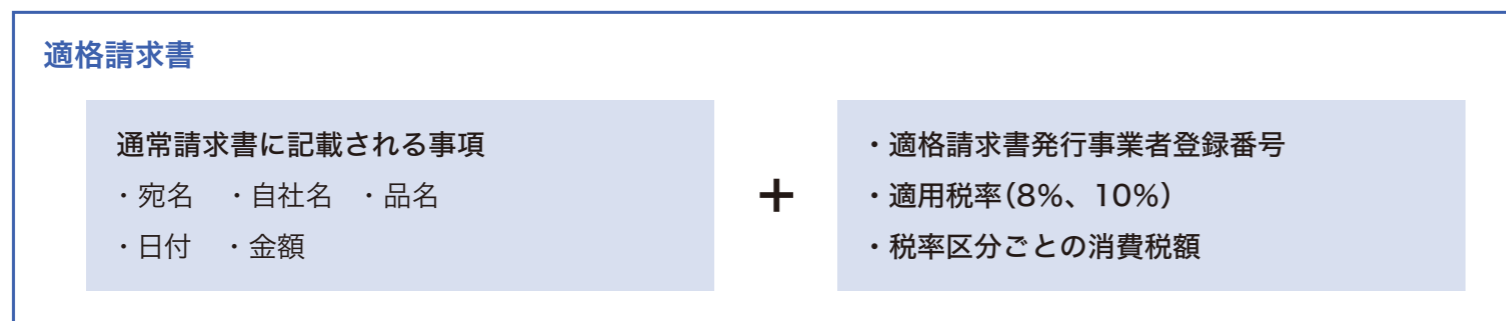 適格請求書
通常請求書に記載される事項
・宛名　・自社名　・品名
・日付　・金額
＋
・適格請求書発行事業者登録番号
・適用税率(8%、10%)
・税率区分ごとの消費税額